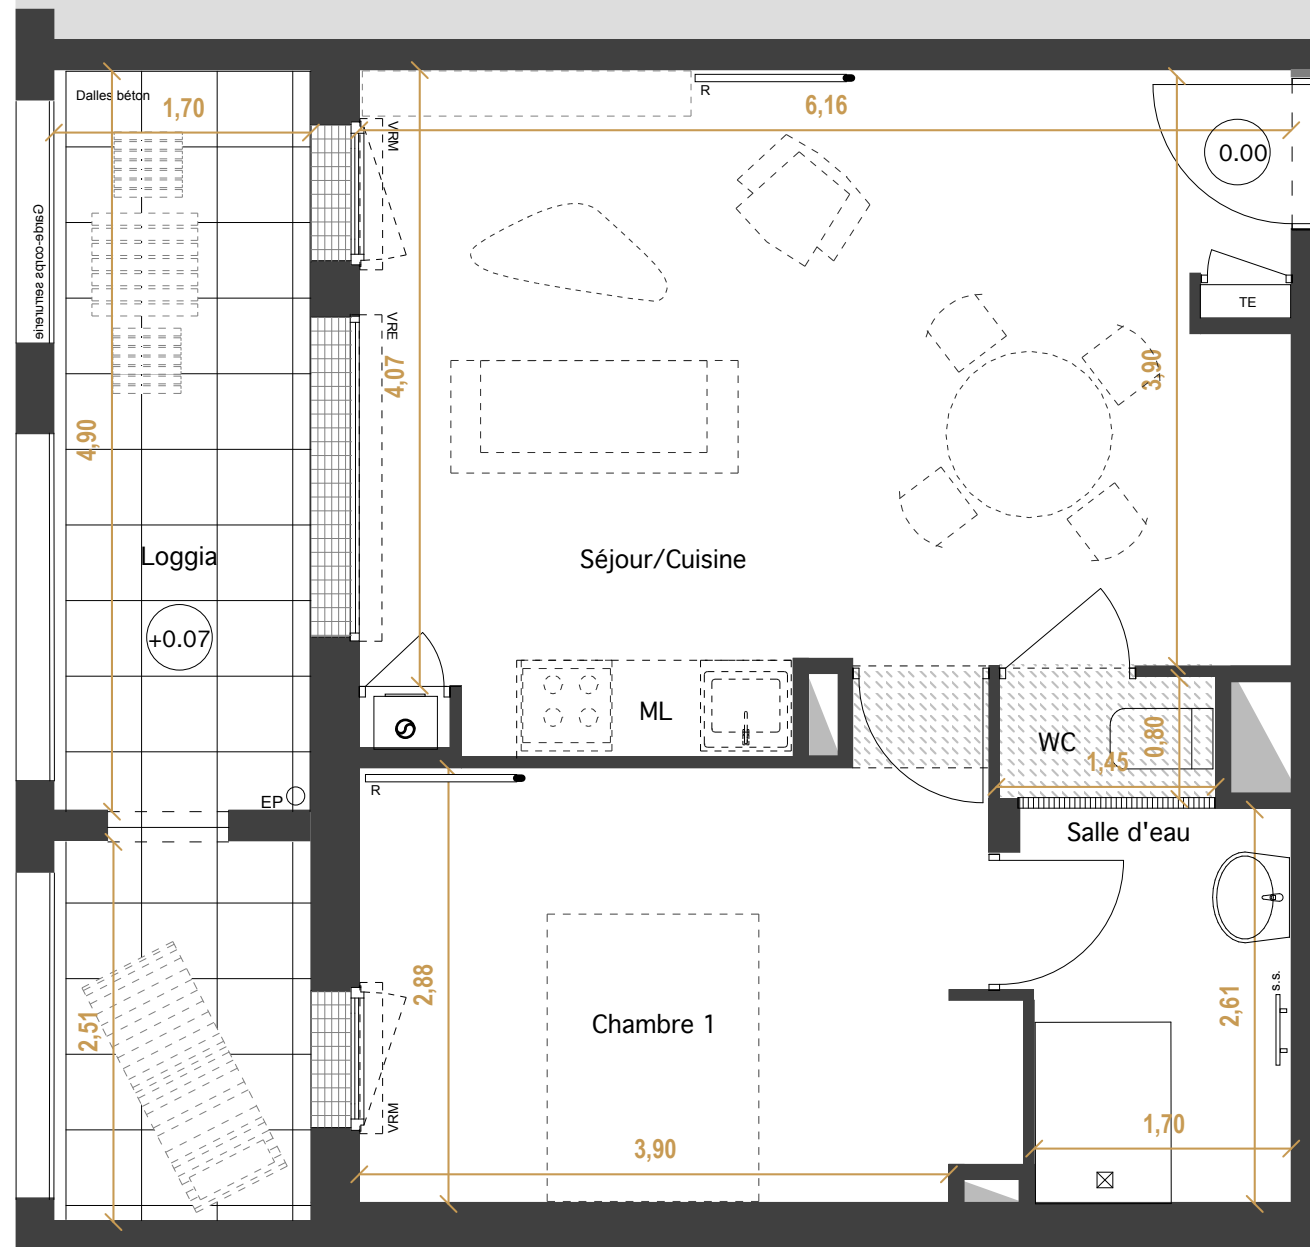 Dalles béton
1,70
R
6,16
VRM
0.00
Garde-corps serrurerie
TE
VRE
4,07
3,90
4,90
Loggia
Séjour/Cuisine
+0.07
ML
WC
0,80
1,45
EP
R
Salle d'eau
2,88
2,61
s.s.
2,51
Chambre 1
VRM
3,90
1,70